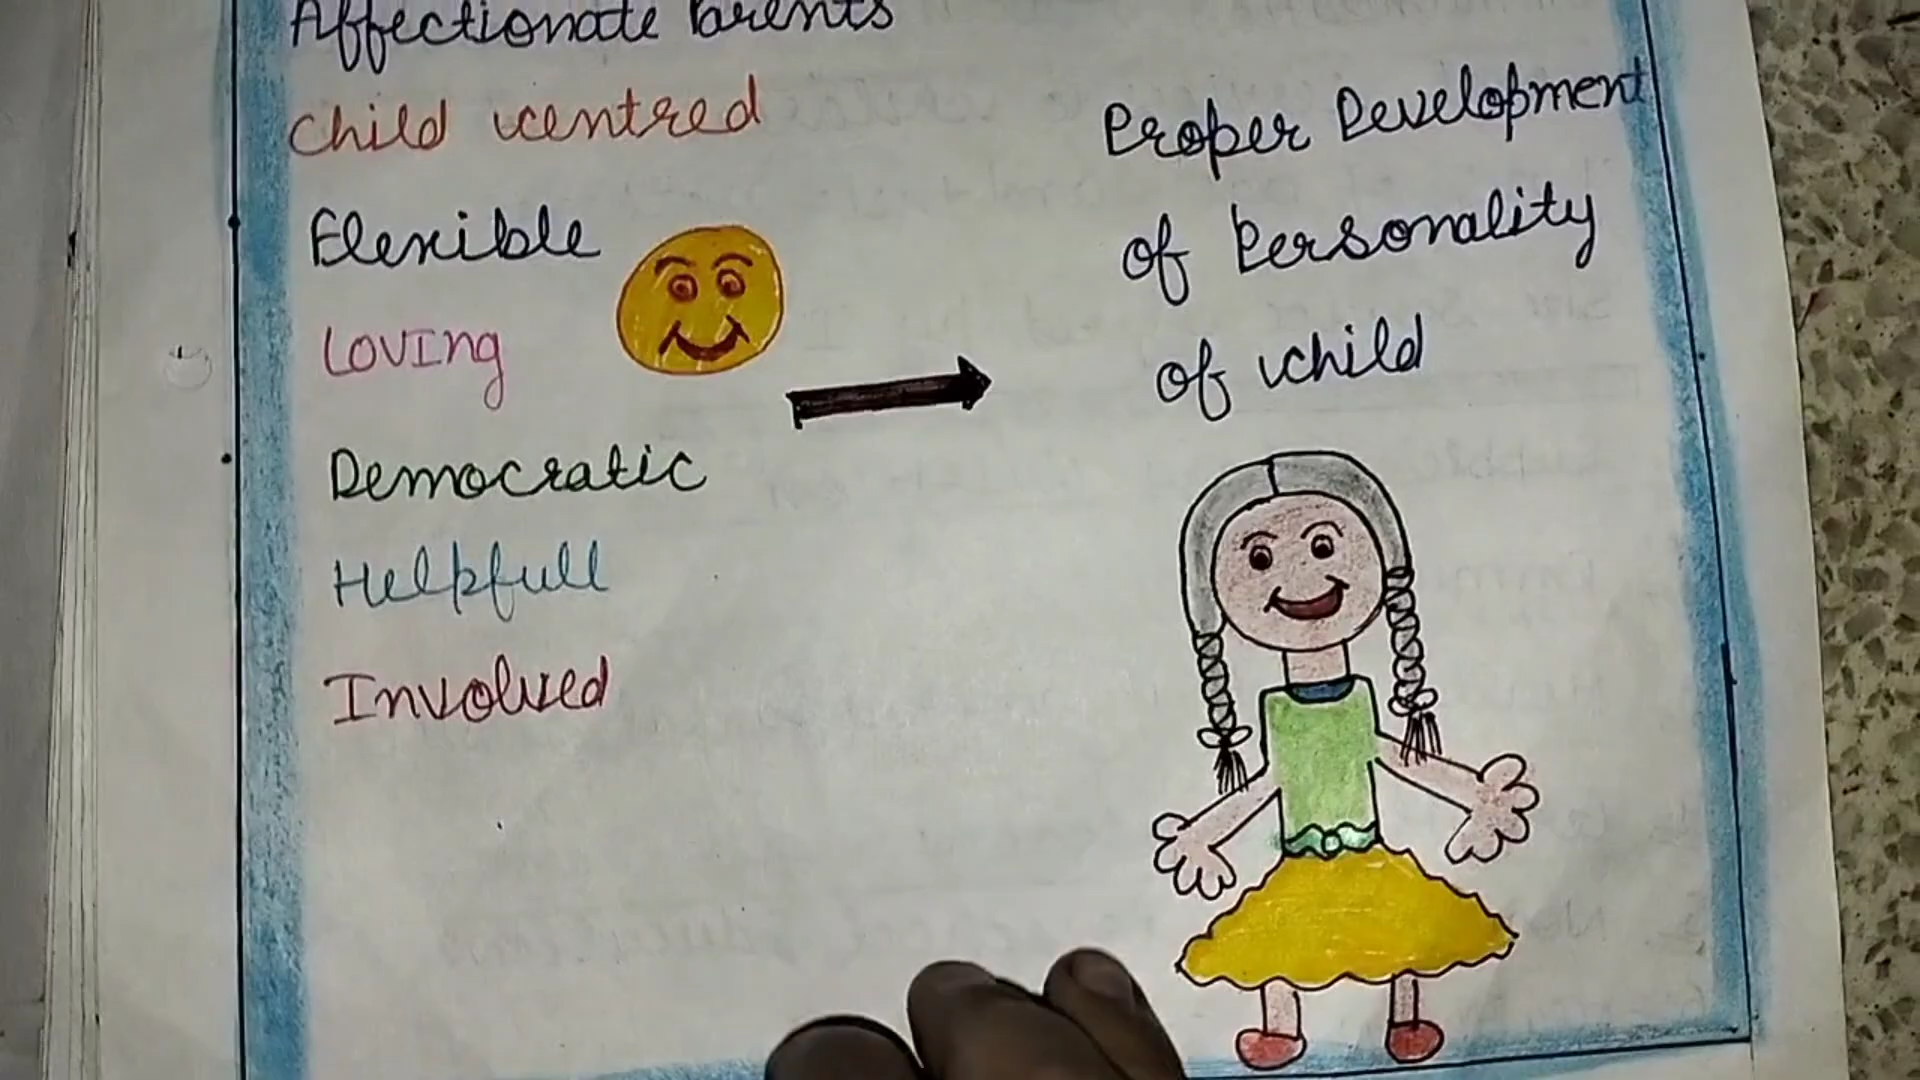 Affectionate Parents
Child centred
Flexible
Loving
Democratic
Helpfull
Involved
Proper Development
of Personality
of child